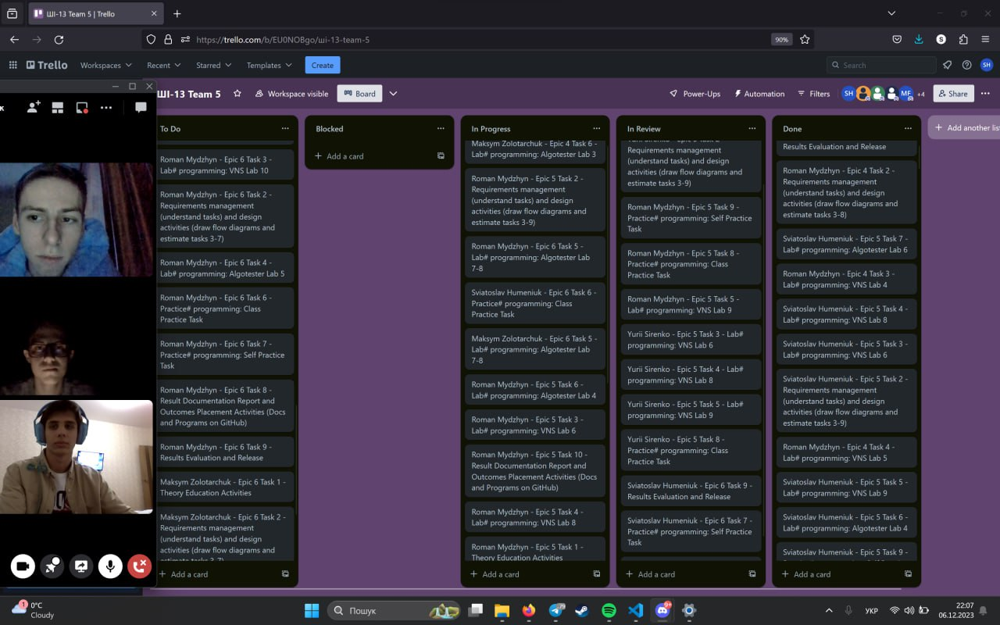 ШІ-13 Team 5 | Trello
https://trello.com/b/EU0NOBgo/ші-13-team-5
90%
S
Trello
Workspaces
Recent
Starred
Templates
Create
Search
SH
ШІ-13 Team 5
Workspace visible
Board
Power-Ups
Automation
Filters
SH
MF
+4
Share
To Do
Roman Mydzhyn - Epic 6 Task 3 -
Lab# programming: VNS Lab 10
Roman Mydzhyn - Epic 6 Task 2 -
Requirements management
(understand tasks) and design
activities (draw flow diagrams and
estimate tasks 3-7)
Roman Mydzhyn - Epic 6 Task 4 -
Lab# programming: Algotester Lab 5
Roman Mydzhyn - Epic 6 Task 6 -
Practice# programming: Class
Practice Task
Roman Mydzhyn - Epic 6 Task 7 -
Practice# programming: Self Practice
Task
Roman Mydzhyn - Epic 6 Task 8 -
Result Documentation Report and
Outcomes Placement Activities (Docs
and Programs on GitHub)
Roman Mydzhyn - Epic 6 Task 9 -
Results Evaluation and Release
Maksym Zolotarchuk - Epic 6 Task 1 -
Theory Education Activities
Maksym Zolotarchuk - Epic 6 Task 2 -
Requirements management
(understand tasks) and design
activities (draw flow diagrams and
estimate tasks 3-7)
Add a card
Blocked
Add a card
In Progress
Maksym Zolotarchuk - Epic 4 Task 6 -
Lab# programming: Algotester Lab 3
Roman Mydzhyn - Epic 5 Task 2 -
Requirements management
(understand tasks) and design
activities (draw flow diagrams and
estimate tasks 3-9)
Roman Mydzhyn - Epic 6 Task 5 -
Lab# programming: Algotester Lab
7-8
Sviatoslav Humeniuk - Epic 6 Task 6 -
Practice# programming: Class
Practice Task
Maksym Zolotarchuk - Epic 6 Task 5 -
Lab# programming: Algotester Lab
7-8
Roman Mydzhyn - Epic 5 Task 6 -
Lab# programming: Algotester Lab 4
Roman Mydzhyn - Epic 5 Task 3 -
Lab# programming: VNS Lab 6
Roman Mydzhyn - Epic 5 Task 10 -
Result Documentation Report and
Outcomes Placement Activities (Docs
and Programs on GitHub)
Roman Mydzhyn - Epic 5 Task 4 -
Lab# programming: VNS Lab 8
Roman Mydzhyn - Epic 5 Task 1 -
Theory Education Activities
Add a card
In Review
Yurii Sirenko - Epic 5 Task 2 -
Requirements management
(understand tasks) and design
activities (draw flow diagrams and
estimate tasks 3-9)
Roman Mydzhyn - Epic 5 Task 9 -
Practice# programming: Self Practice
Task
Roman Mydzhyn - Epic 5 Task 8 -
Practice# programming: Class
Practice Task
Roman Mydzhyn - Epic 5 Task 5 -
Lab# programming: VNS Lab 9
Yurii Sirenko - Epic 5 Task 3 - Lab#
programming: VNS Lab 6
Yurii Sirenko - Epic 5 Task 4 - Lab#
programming: VNS Lab 8
Yurii Sirenko - Epic 5 Task 5 - Lab#
programming: VNS Lab 9
Yurii Sirenko - Epic 5 Task 8 -
Practice# programming: Class
Practice Task
Sviatoslav Humeniuk - Epic 6 Task 9 -
Results Evaluation and Release
Sviatoslav Humeniuk - Epic 6 Task 7 -
Practice# programming: Self Practice
Task
Add a card
Done
Results Evaluation and Release
Roman Mydzhyn - Epic 4 Task 2 -
Requirements management
(understand tasks) and design
activities (draw flow diagrams and
estimate tasks 3-8)
Sviatoslav Humeniuk - Epic 5 Task 7 -
Lab# programming: Algotester Lab 6
Roman Mydzhyn - Epic 4 Task 3 -
Lab# programming: VNS Lab 4
Sviatoslav Humeniuk - Epic 5 Task 4 -
Lab# programming: VNS Lab 8
Sviatoslav Humeniuk - Epic 5 Task 3 -
Lab# programming: VNS Lab 6
Sviatoslav Humeniuk - Epic 5 Task 2 -
Requirements management
(understand tasks) and design
activities (draw flow diagrams and
estimate tasks 3-9)
Roman Mydzhyn - Epic 4 Task 4 -
Lab# programming: VNS Lab 5
Sviatoslav Humeniuk - Epic 5 Task 5 -
Lab# programming: VNS Lab 9
Sviatoslav Humeniuk - Epic 5 Task 6 -
Lab# programming: Algotester Lab 4
Sviatoslav Humeniuk - Epic 5 Task 9 -
Add a card
Add another list
1
0°C
Cloudy
Пошук
79
УКР
22:07
06.12.2023